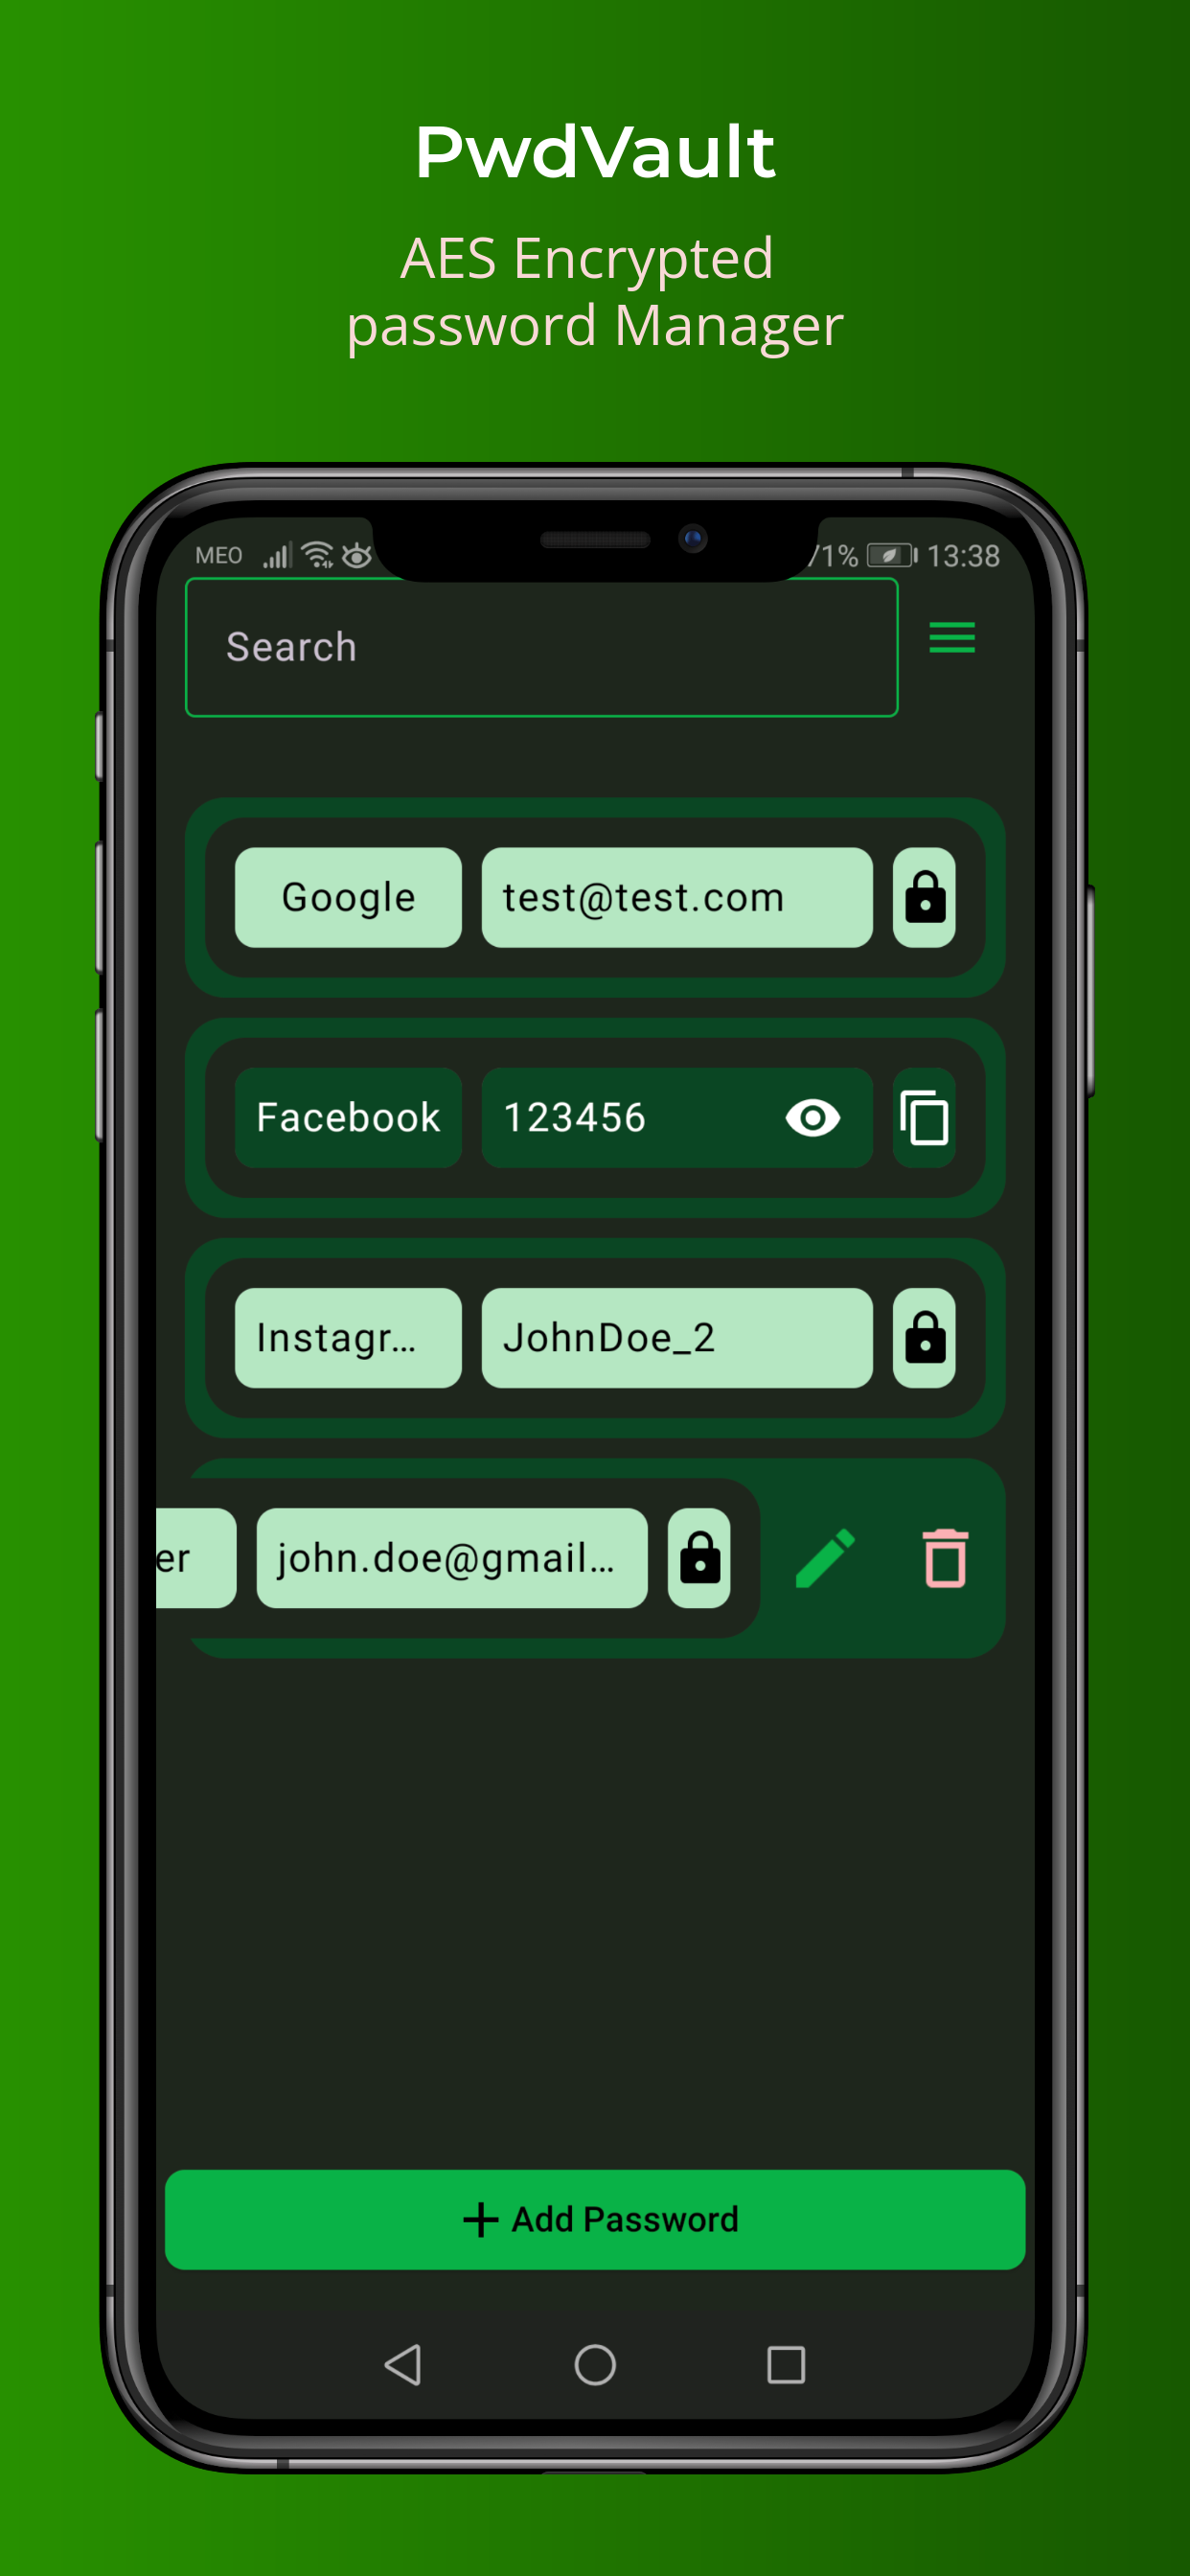 PwdVault
AES Encrypted
password Manager
MEO 71% 13:38
Search
Google test@test.com
Facebook 123456
Instagr... JohnDoe_2
er john.doe@gmail...
Add Password